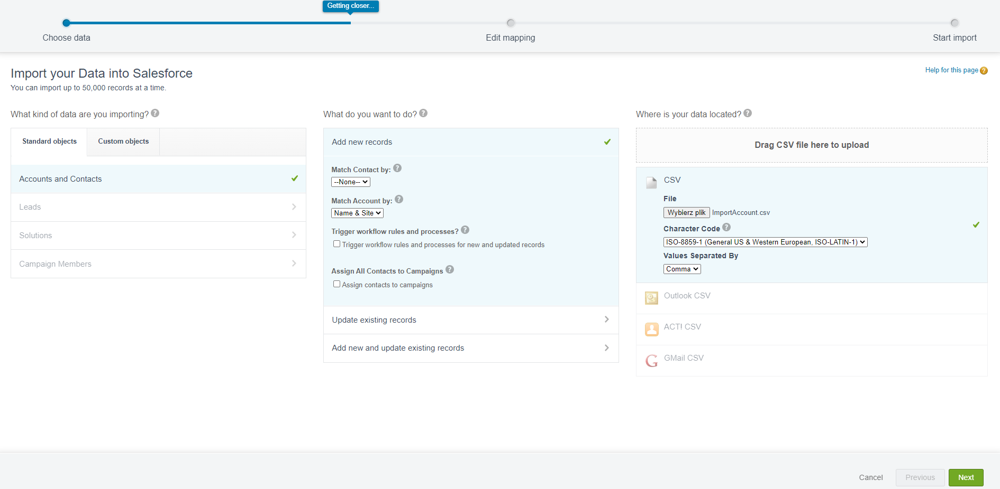 Getting closer...
Choose data
Edit mapping
Start import
Import your Data into Salesforce
Help for this page ?
You can import up to 50,000 records at a time.
What kind of data are you importing? ?
Standard objects
Custom objects
Accounts and Contacts
Leads
Solutions
Campaign Members
What do you want to do? ?
Add new records
Match Contact by: ?
--None--
Match Account by: ?
Name & Site
Trigger workflow rules and processes? ?
Trigger workflow rules and processes for new and updated records
Assign All Contacts to Campaigns ?
Assign contacts to campaigns
Update existing records
Add new and update existing records
Where is your data located? ?
Drag CSV file here to upload
CSV
File
Wybierz plik ImportAccount.csv
Character Code ?
ISO-8859-1 (General US & Western European, ISO-LATIN-1)
Values Separated By
Comma
Outlook CSV
ACT! CSV
G GMail CSV
Cancel
Previous
Next